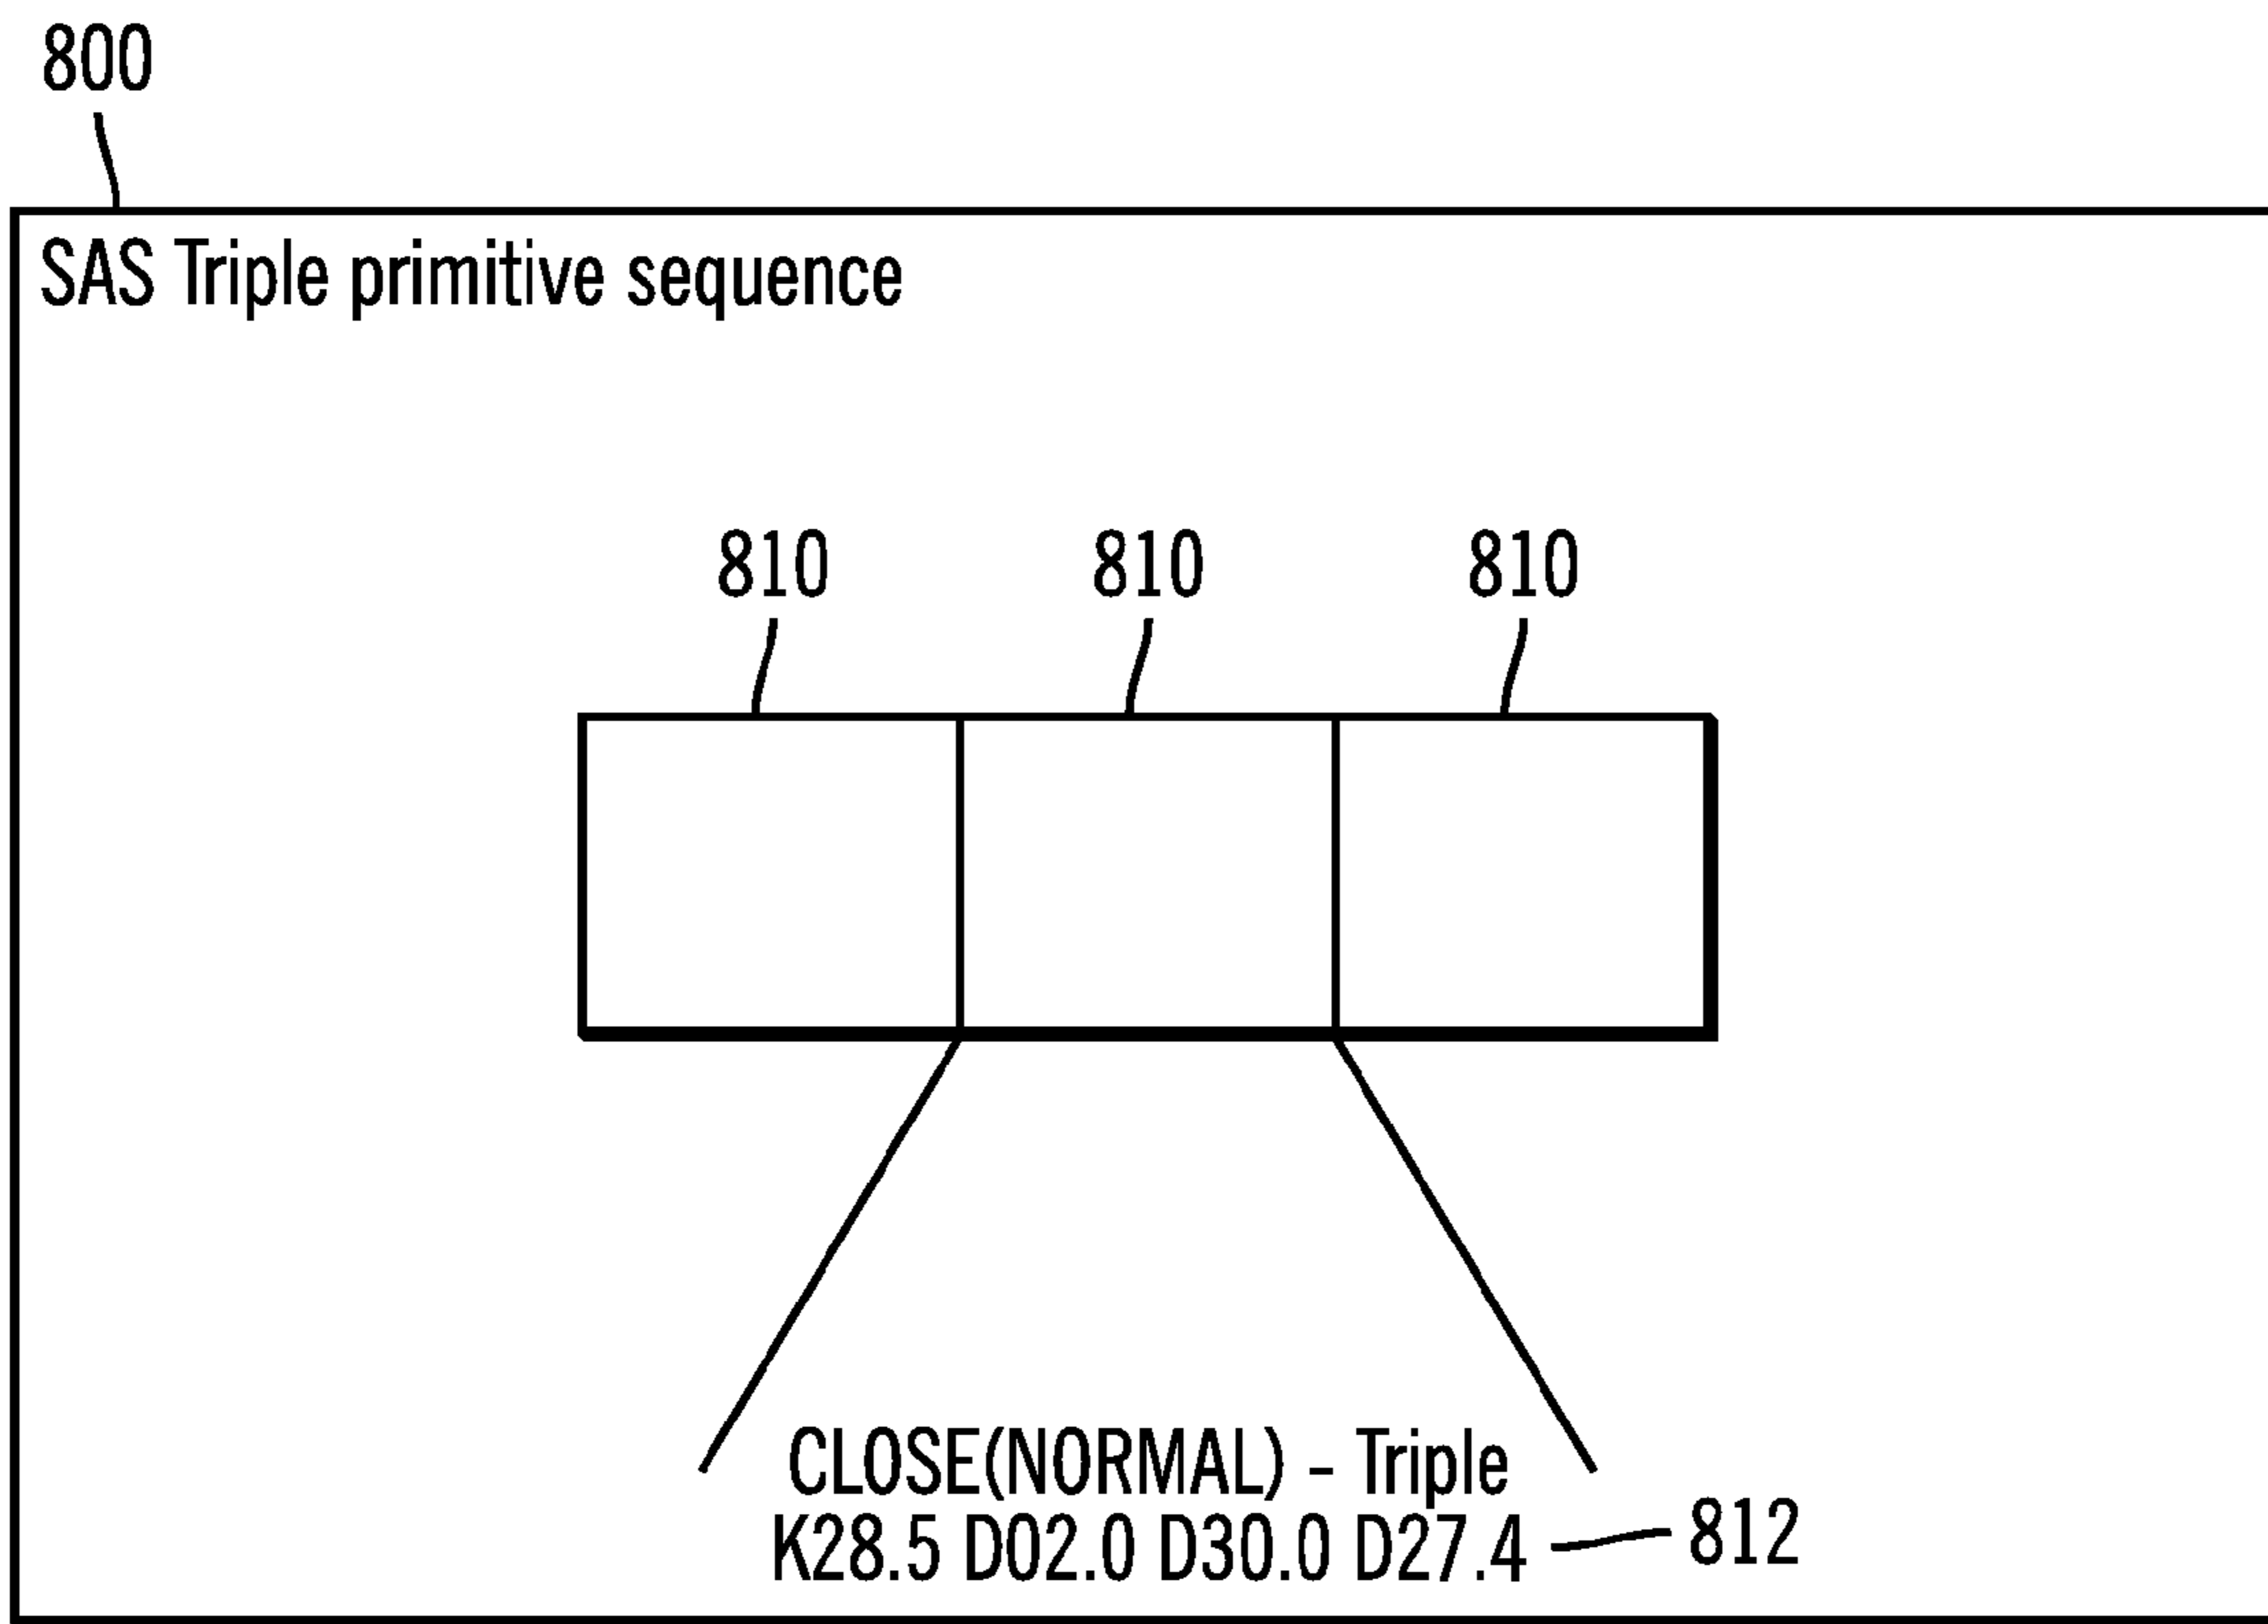 800
SAS Triple primitive sequence
810 810 810
CLOSE(NORMAL) – Triple
K28.5 D02.0 D30.0 D27.4
812